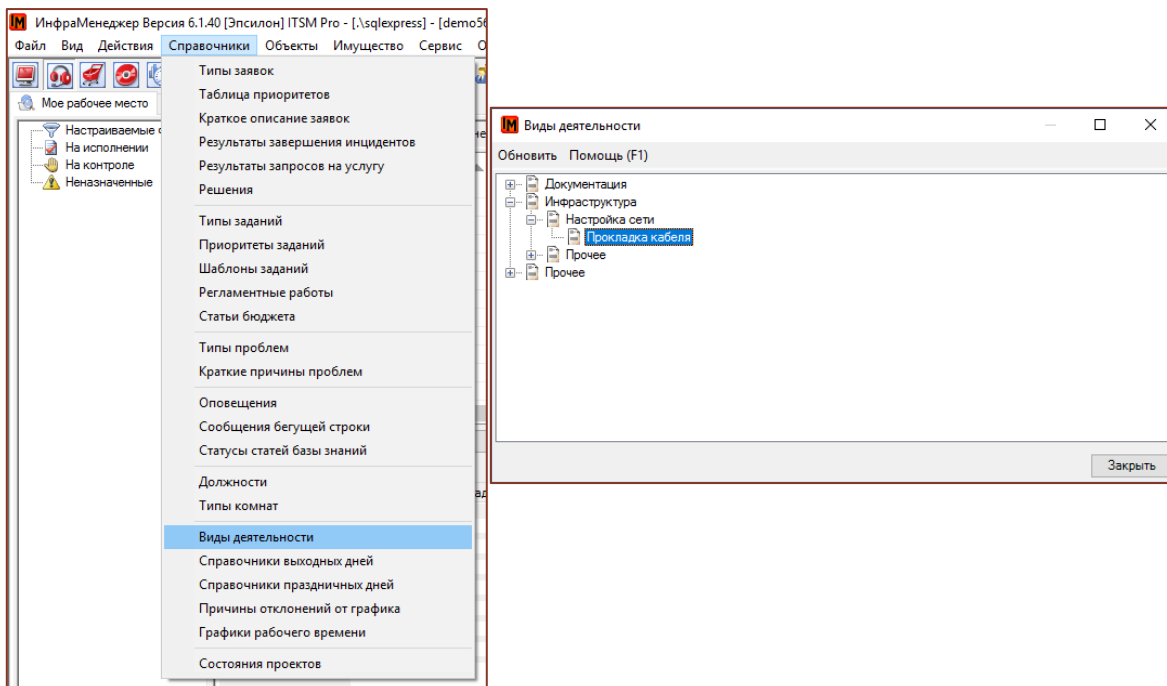 ИнфраМенеджер Версия 6.1.40 [Эпсилон] ITSM Pro - [.\sqlexpress] - [demo56
Файл Вид Действия Справочники Объекты Имущество Сервис О
Мое рабочее место
Настраиваемые
На исполнении
На контроле
Неназначенные
Типы заявок
Таблица приоритетов
Краткое описание заявок
Результаты завершения инцидентов
Результаты запросов на услугу
Решения
Типы заданий
Приоритеты заданий
Шаблоны заданий
Регламентные работы
Статьи бюджета
Типы проблем
Краткие причины проблем
Оповещения
Сообщения бегущей строки
Статусы статей базы знаний
Должности
Типы комнат
Виды деятельности
Справочники выходных дней
Справочники праздничных дней
Причины отклонений от графика
Графики рабочего времени
Состояния проектов
Виды деятельности
Обновить Помощь (F1)
Документация
Инфраструктура
Настройка сети
Прокладка кабеля
Прочее
Прочее
Закрыть